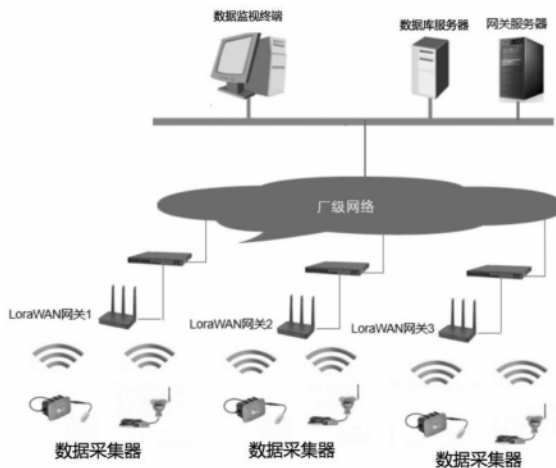 数据监视终端
数据库服务器
网关服务器
厂级网络
LoraWAN网关1
LoraWAN网关2
LoraWAN网关3
数据采集器
数据采集器
数据采集器